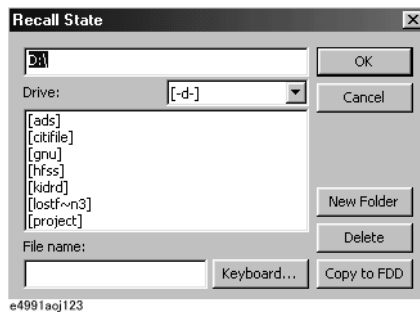 Recall State
D:\
OK
Drive:
[-d-]
Cancel
[ads]
[citifile]
[gnu]
[hfss]
[kidrd]
[lostf~n3]
[project]
New Folder
Delete
File name:
Keyboard...
Copy to FDD
e4991aoj123